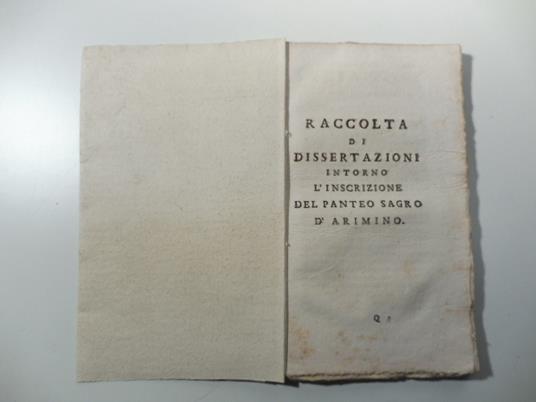 RACCOLTA
DI
DISSERTAZIONI
INTORNO
L'INSCRIZIONE
DEL PANTEO SAGRO
D'ARIMINO.
Q